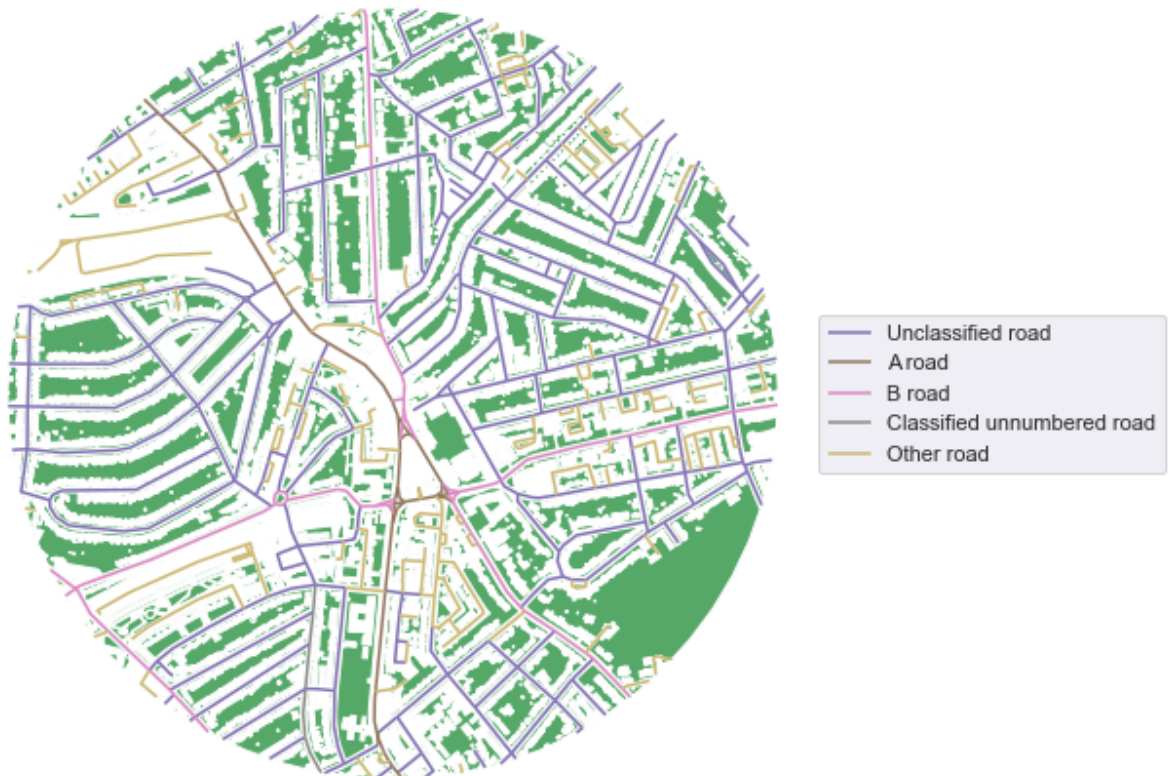 Unclassified road
A road
B road
Classified unnumbered road
Other road